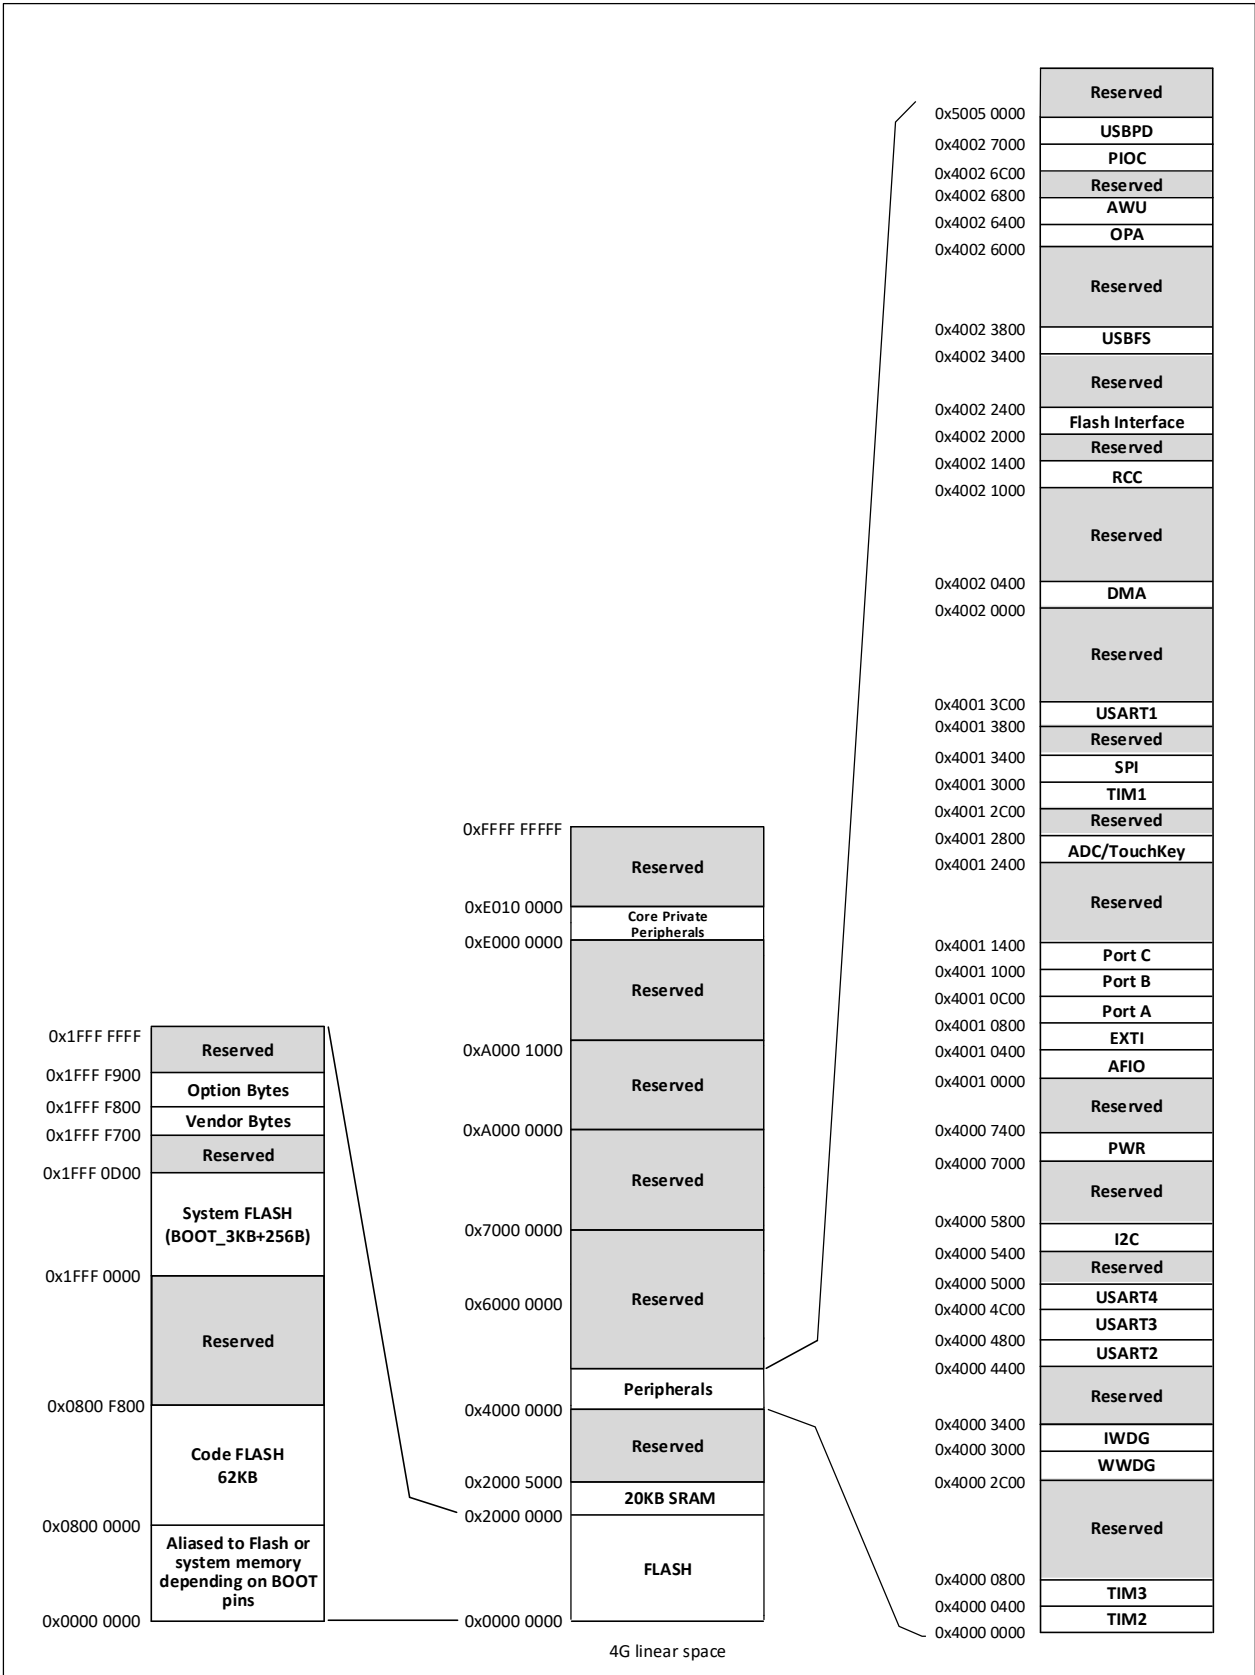 0x1FFF FFFF
Reserved
0x1FFF F900
Option Bytes
0x1FFF F800
Vendor Bytes
0x1FFF F700
Reserved
0x1FFF 0D00
System FLASH
(BOOT_3KB+256B)
0x1FFF 0000
Reserved
0x0800 F800
Code FLASH
62KB
0x0800 0000
Aliased to Flash or
system memory
depending on BOOT
pins
0x0000 0000
0xFFFF FFFFF
Reserved
0xE010 0000
Core Private
Peripherals
0xE000 0000
Reserved
0xA000 1000
Reserved
0xA000 0000
Reserved
0x7000 0000
0x6000 0000
Reserved
Peripherals
0x4000 0000
Reserved
0x2000 5000
20KB SRAM
0x2000 0000
FLASH
0x0000 0000
4G linear space
Reserved
0x5005 0000
USBPD
0x4002 7000
PIOC
0x4002 6C00
Reserved
0x4002 6800
AWU
0x4002 6400
OPA
0x4002 6000
Reserved
0x4002 3800
USBFS
0x4002 3400
Reserved
0x4002 2400
Flash Interface
0x4002 2000
Reserved
0x4002 1400
RCC
0x4002 1000
Reserved
0x4002 0400
DMA
0x4002 0000
Reserved
0x4001 3C00
USART1
0x4001 3800
Reserved
0x4001 3400
SPI
0x4001 3000
TIM1
0x4001 2C00
Reserved
0x4001 2800
ADC/TouchKey
0x4001 2400
Reserved
0x4001 1400
Port C
0x4001 1000
Port B
0x4001 0C00
Port A
0x4001 0800
EXTI
0x4001 0400
AFIO
0x4001 0000
Reserved
0x4000 7400
PWR
0x4000 7000
Reserved
0x4000 5800
I2C
0x4000 5400
Reserved
0x4000 5000
USART4
0x4000 4C00
USART3
0x4000 4800
USART2
0x4000 4400
Reserved
0x4000 3400
IWDG
0x4000 3000
WWDG
0x4000 2C00
Reserved
0x4000 0800
TIM3
0x4000 0400
TIM2
0x4000 0000